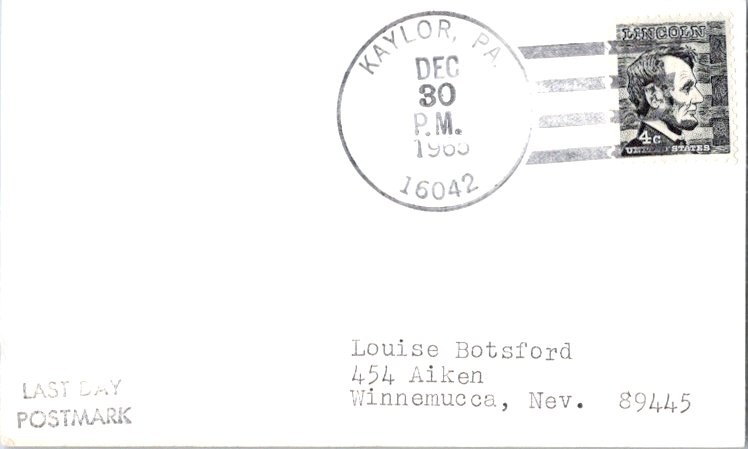 KAYLOR, PA.
DEC
30
P.M.
1965
16042
LINCOLN
4c
UNITED STATES
Louise Botsford
454 Aiken
Winnemucca, Nev. 89445
LAST DAY
POSTMARK